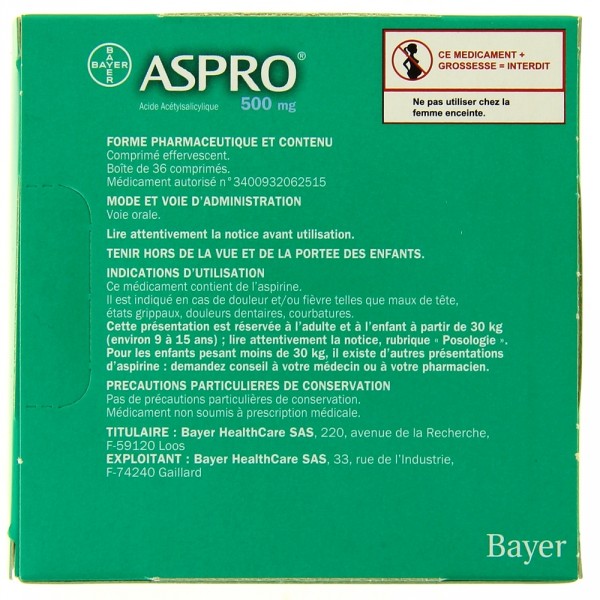 BAYER
BAYER
ASPRO®
Acide Acétylsalicylique 500 mg
CE MEDICAMENT +
GROSSESSE = INTERDIT
Ne pas utiliser chez la
femme enceinte.
FORME PHARMACEUTIQUE ET CONTENU
Comprimé effervescent.
Boîte de 36 comprimés.
Médicament autorisé n°3400932062515
MODE ET VOIE D'ADMINISTRATION
Voie orale.
Lire attentivement la notice avant utilisation.
TENIR HORS DE LA VUE ET DE LA PORTEE DES ENFANTS.
INDICATIONS D'UTILISATION
Ce médicament contient de l'aspirine.
Il est indiqué en cas de douleur et/ou fièvre telles que maux de tête,
états grippaux, douleurs dentaires, courbatures.
Cette présentation est réservée à l'adulte et à l'enfant à partir de 30 kg
(environ 9 à 15 ans) ; lire attentivement la notice, rubrique « Posologie ».
Pour les enfants pesant moins de 30 kg, il existe d'autres présentations
d'aspirine : demandez conseil à votre médecin ou à votre pharmacien.
PRECAUTIONS PARTICULIERES DE CONSERVATION
Pas de précautions particulières de conservation.
Médicament non soumis à prescription médicale.
TITULAIRE : Bayer HealthCare SAS, 220, avenue de la Recherche,
F-59120 Loos
EXPLOITANT : Bayer HealthCare SAS, 33, rue de l'Industrie,
F-74240 Gaillard
Bayer